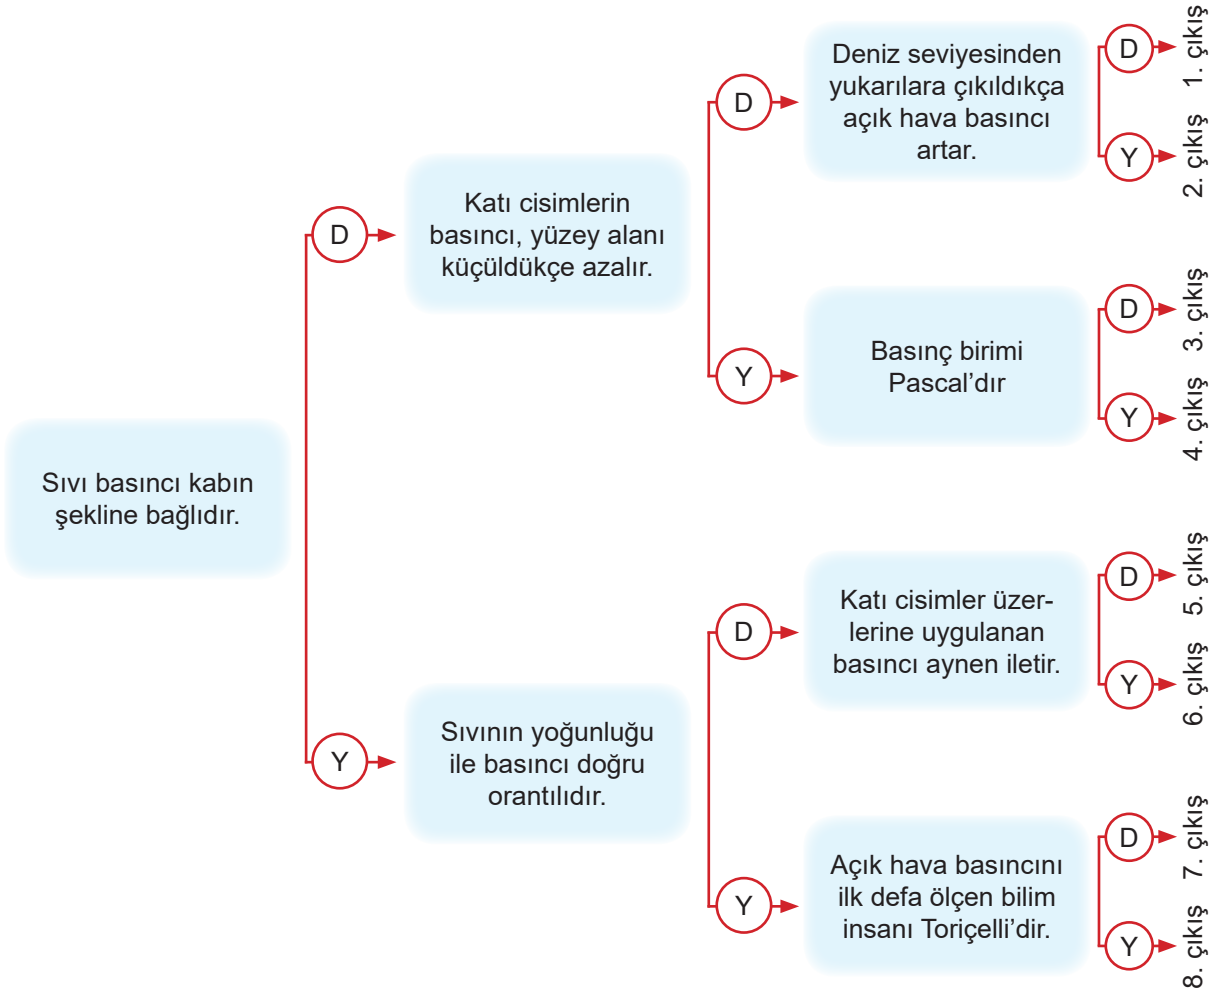 Sıvı basıncı kabın
şekline bağlıdır.
D
Y
Katı cisimlerin
basıncı, yüzey alanı
küçüldükçe azalır.
D
Y
Sıvının yoğunluğu
ile basıncı doğru
orantılıdır.
D
Y
Deniz seviyesinden
yukarılara çıkıldıkça
açık hava basıncı
artar.
D
1. çıkış
Y
2. çıkış
Basınç birimi
Pascal’dır
D
3. çıkış
Y
4. çıkış
Katı cisimler üzer-
lerine uygulanan
basıncı aynen iletir.
D
5. çıkış
Y
6. çıkış
Açık hava basıncını
ilk defa ölçen bilim
insanı Toriçelli’dir.
D
7. çıkış
Y
8. çıkış